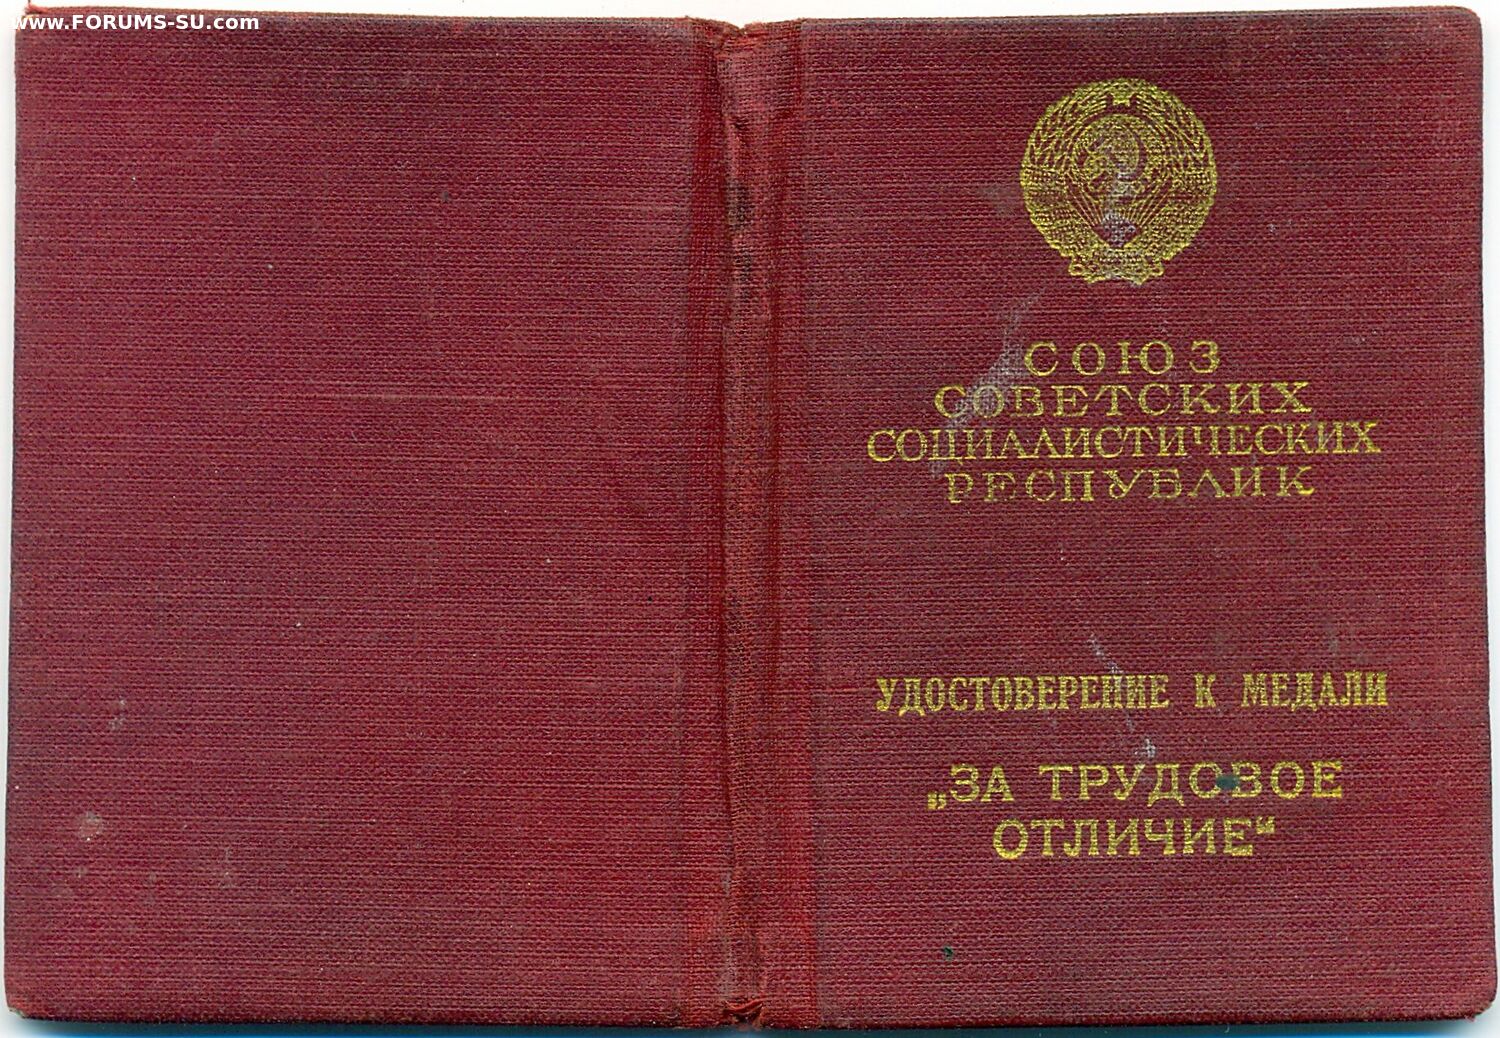 www.FORUMS-SU.com
СОЮЗ
СОВЕТСКИХ
СОЦИАЛИСТИЧЕСКИХ
РЕСПУБЛИК
УДОСТОВЕРЕНИЕ К МЕДАЛИ
„ЗА ТРУДОВОЕ
ОТЛИЧИЕ“